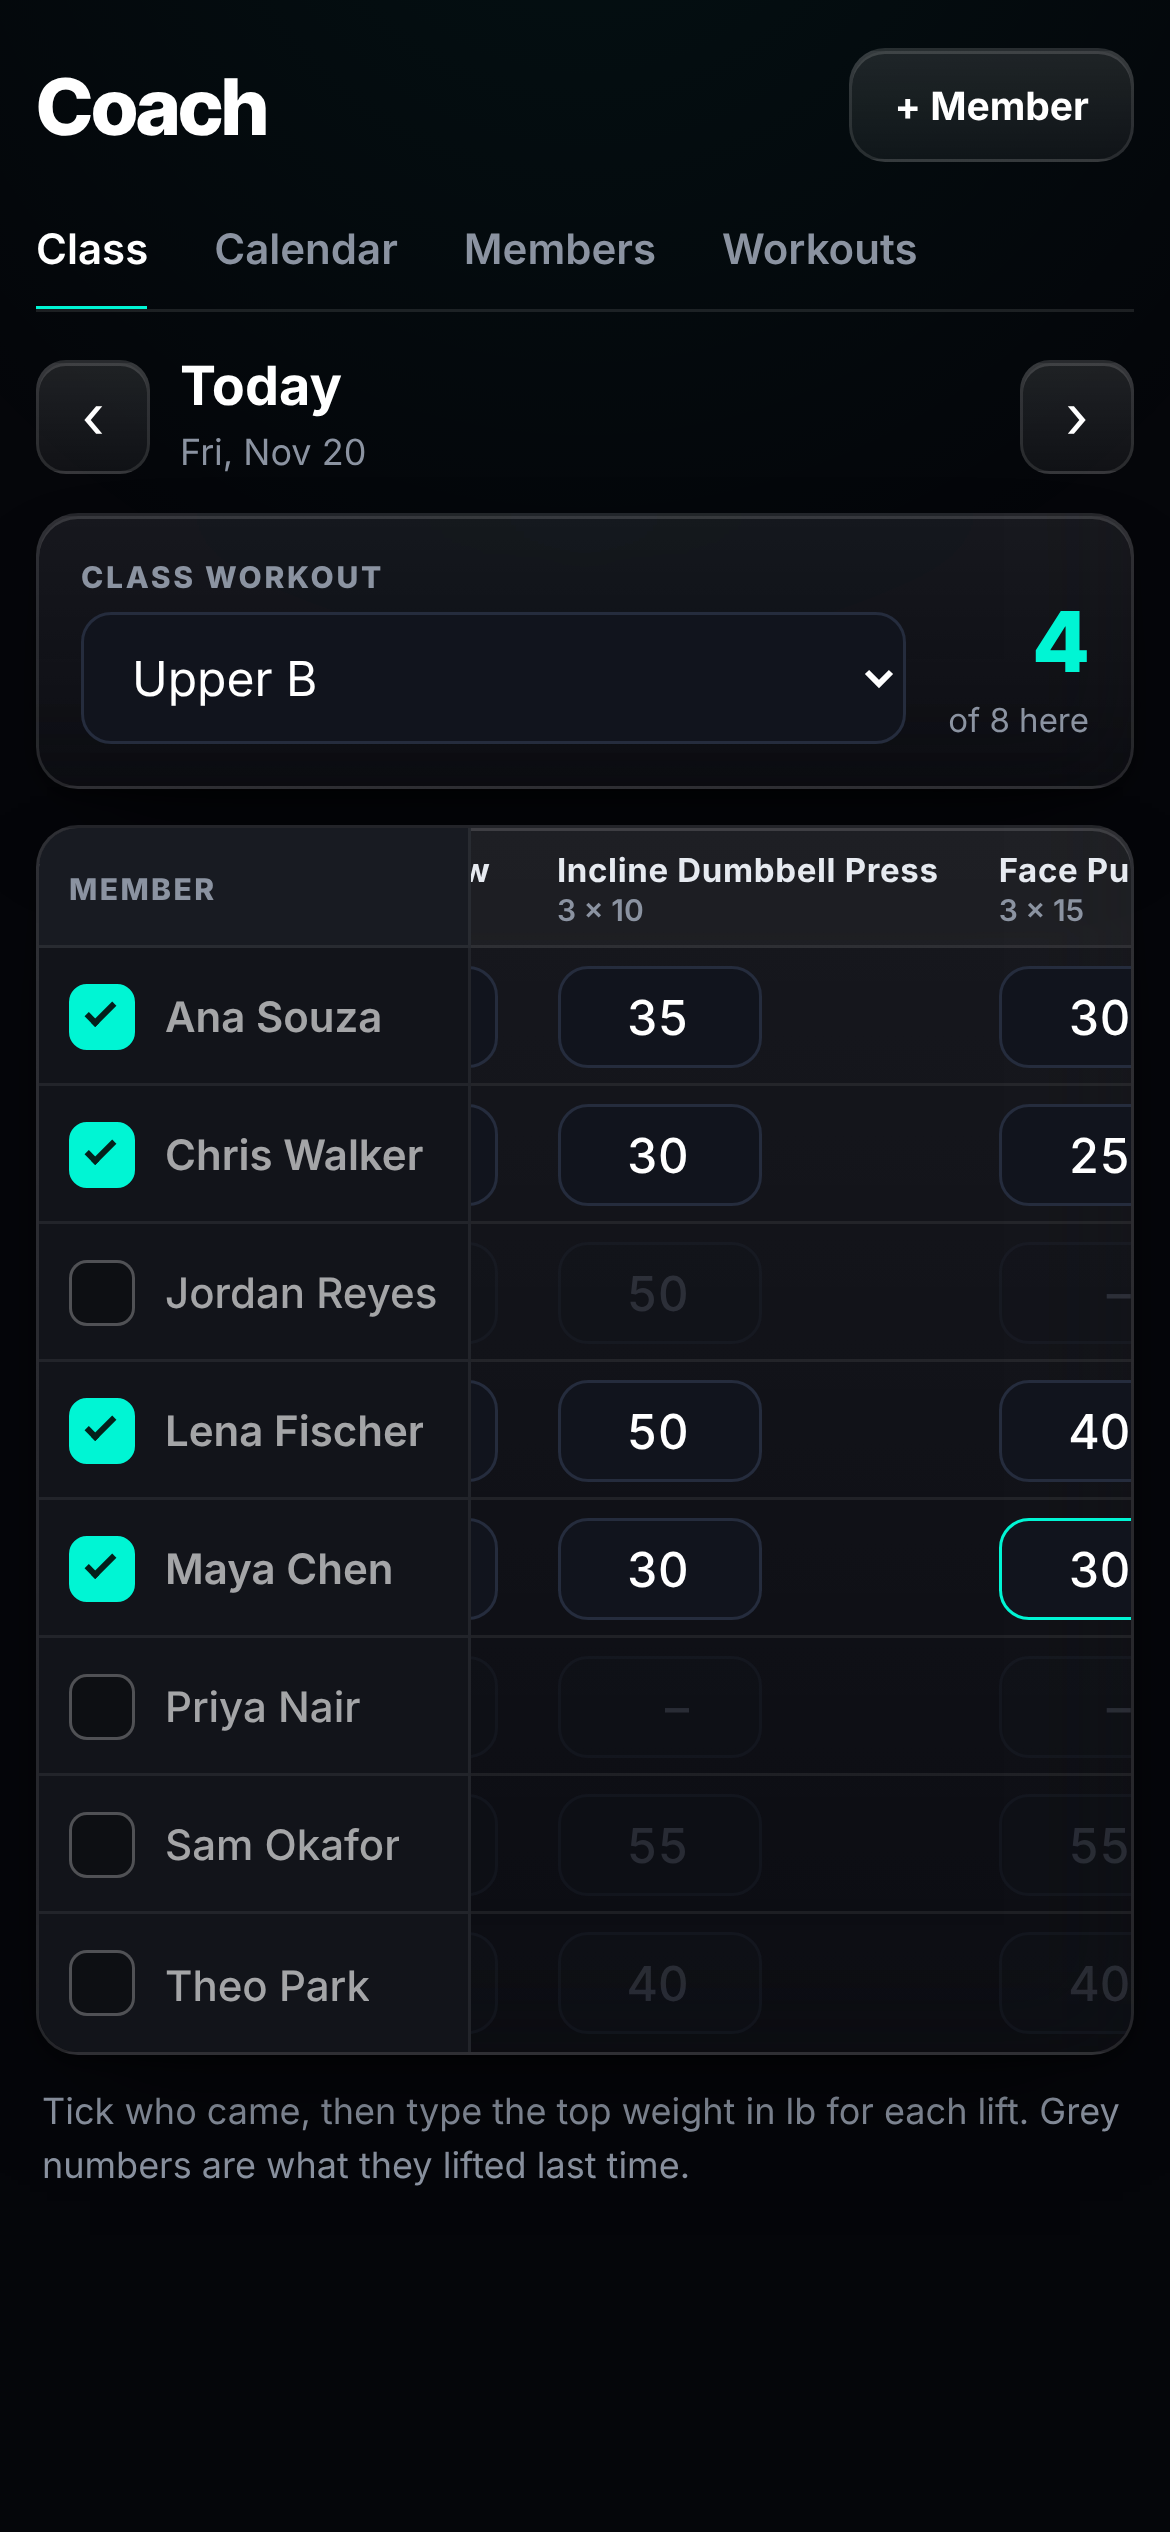 Coach
+ Member
Class Calendar Members Workouts
‹
Today
Fri, Nov 20
›
CLASS WORKOUT
Upper B
4
of 8 here
MEMBER w Incline Dumbbell Press Face Pu
3 × 10 3 × 15
Ana Souza 35 30
Chris Walker 30 25
Jordan Reyes 50 –
Lena Fischer 50 40
Maya Chen 30 30
Priya Nair – –
Sam Okafor 55 55
Theo Park 40 40
Tick who came, then type the top weight in lb for each lift. Grey
numbers are what they lifted last time.